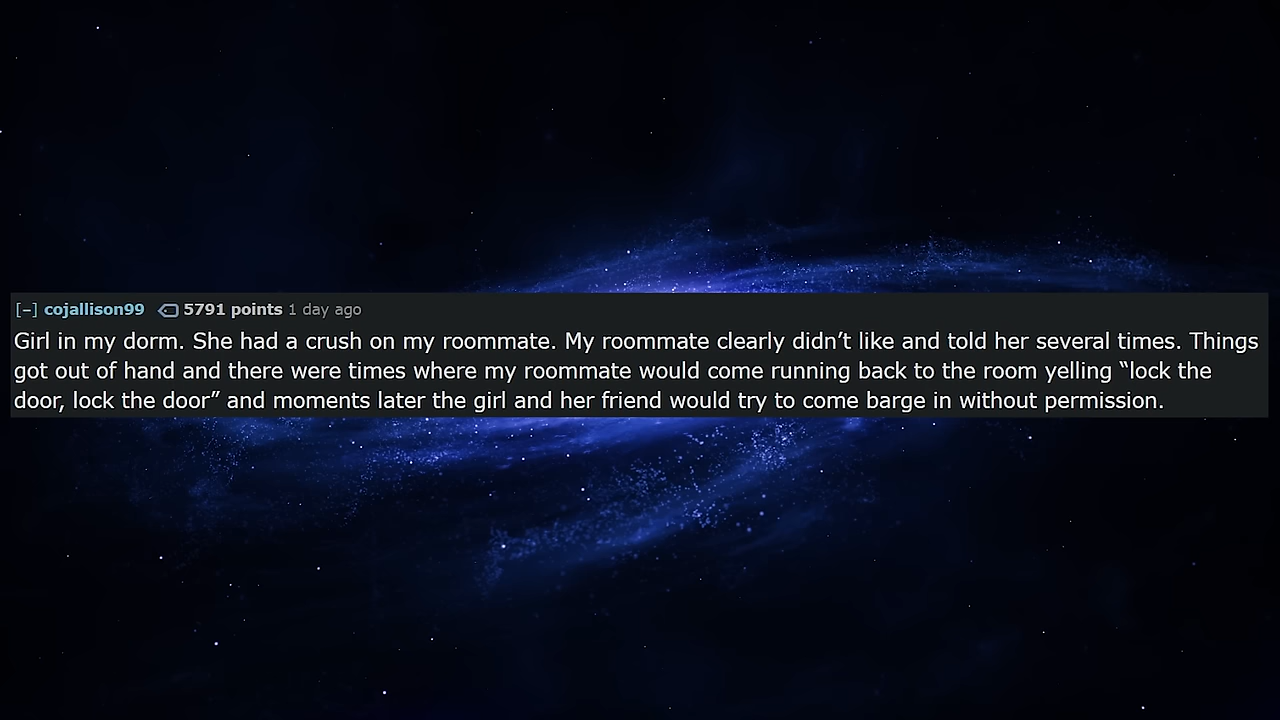 [–] cojallison99 5791 points 1 day ago
Girl in my dorm. She had a crush on my roommate. My roommate clearly didn’t like and told her several times. Things
got out of hand and there were times where my roommate would come running back to the room yelling “lock the
door, lock the door” and moments later the girl and her friend would try to come barge in without permission.